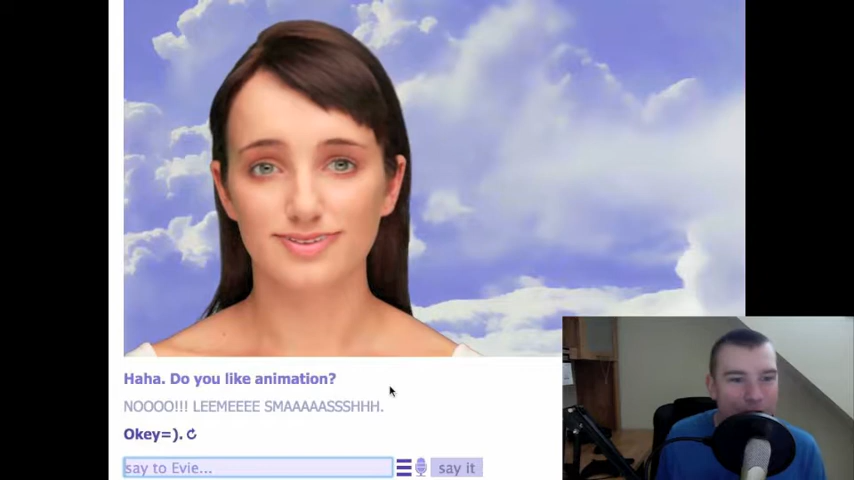 Haha. Do you like animation?
NOOOO!!! LEEMEEEE SMAAAAASSSHHH.
Okey=).
say to Evie...
say it